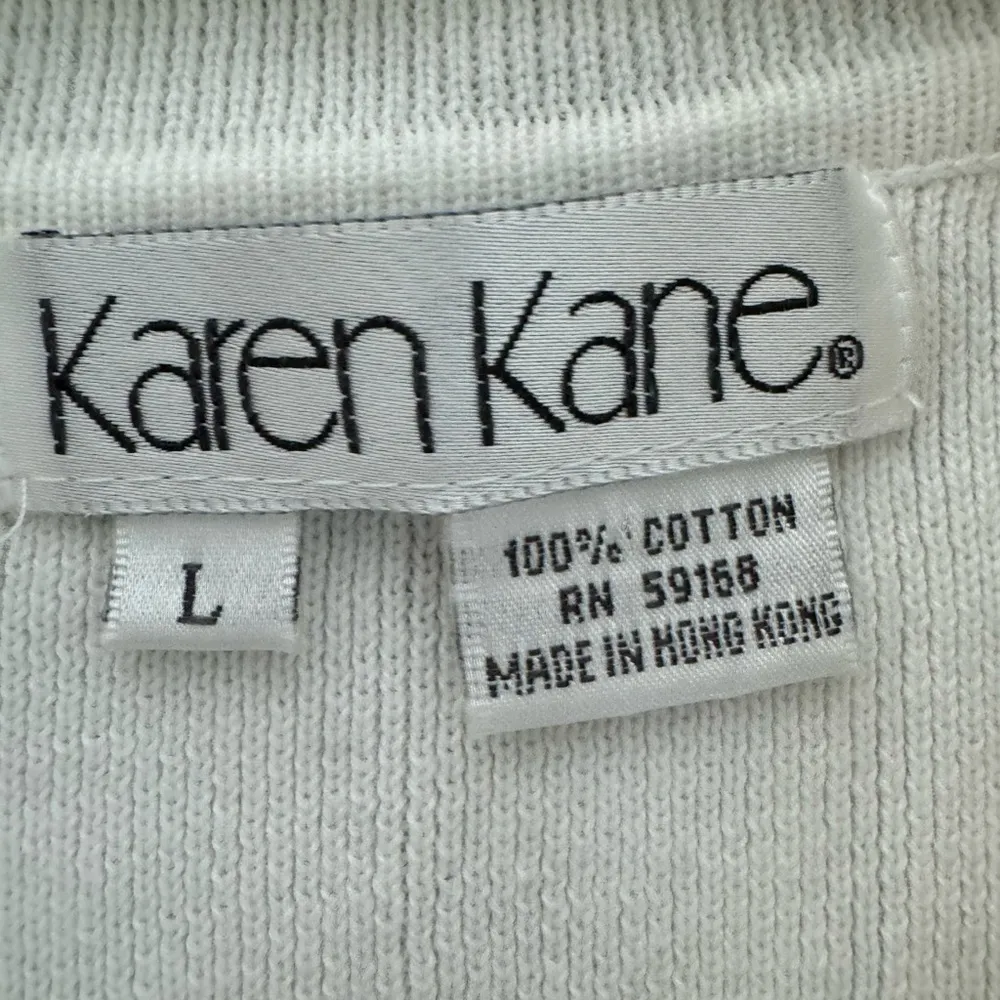 Karen Kane®
L
100% COTTON
RN 59168
MADE IN HONG KONG